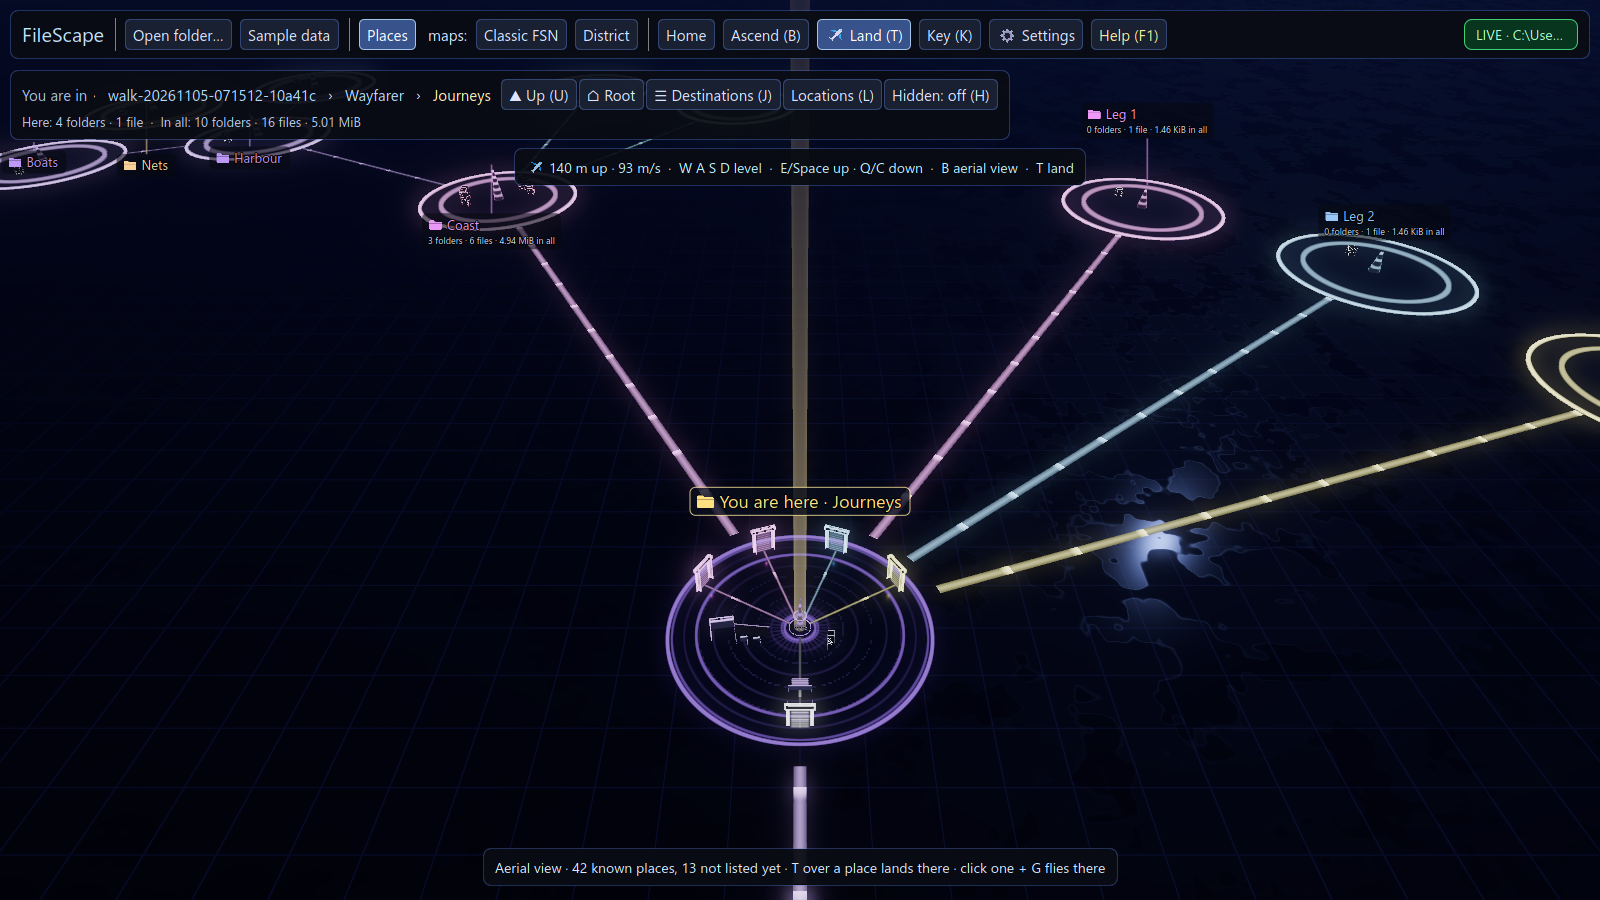 FileScape Open folder... Sample data Places maps: Classic FSN District Home Ascend (B) Land (T) Key (K) Settings Help (F1) LIVE · C:\Use...
You are in · walk-20261105-071512-10a41c › Wayfarer › Journeys Up (U) Root Destinations (J) Locations (L) Hidden: off (H)
Here: 4 folders · 1 file · In all: 10 folders · 16 files · 5.01 MiB
Leg 1
0 folders · 1 file · 1.46 KiB in all
Boats
Nets
Harbour
140 m up · 93 m/s · W A S D level · E/Space up · Q/C down · B aerial view · T land
Leg 2
0 folders · 1 file · 1.46 KiB in all
Coast
3 folders · 6 files · 4.94 MiB in all
You are here · Journeys
Aerial view · 42 known places, 13 not listed yet · T over a place lands there · click one + G flies there